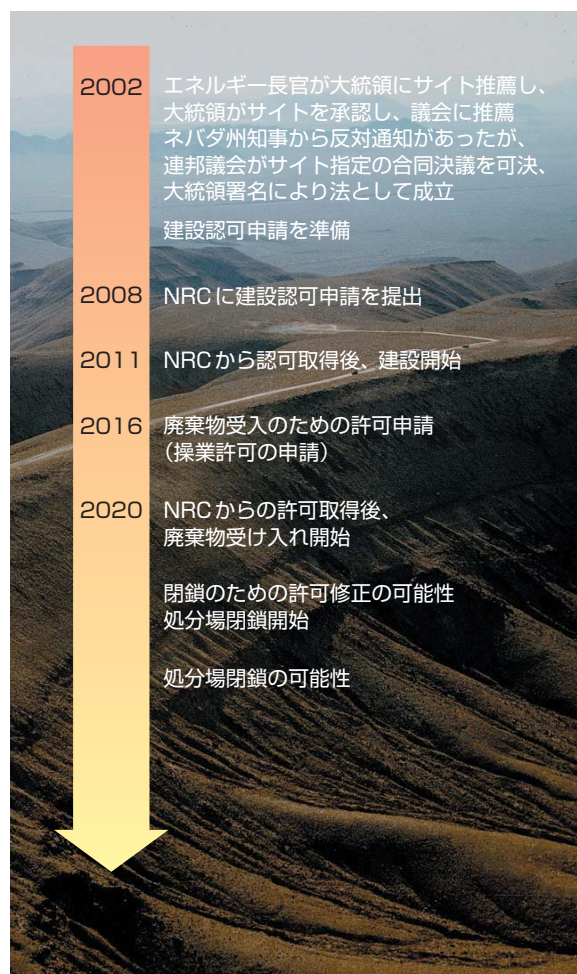 2002 エネルギー長官が大統領にサイト推薦し、
大統領がサイトを承認し、議会に推薦
ネバダ州知事から反対通知があったが、
連邦議会がサイト指定の合同決議を可決、
大統領署名により法として成立
建設認可申請を準備
2008 NRCに建設認可申請を提出
2011 NRCから認可取得後、建設開始
2016 廃棄物受入のための許可申請
（操業許可の申請）
2020 NRCからの許可取得後、
廃棄物受け入れ開始
閉鎖のための許可修正の可能性
処分場閉鎖開始
処分場閉鎖の可能性